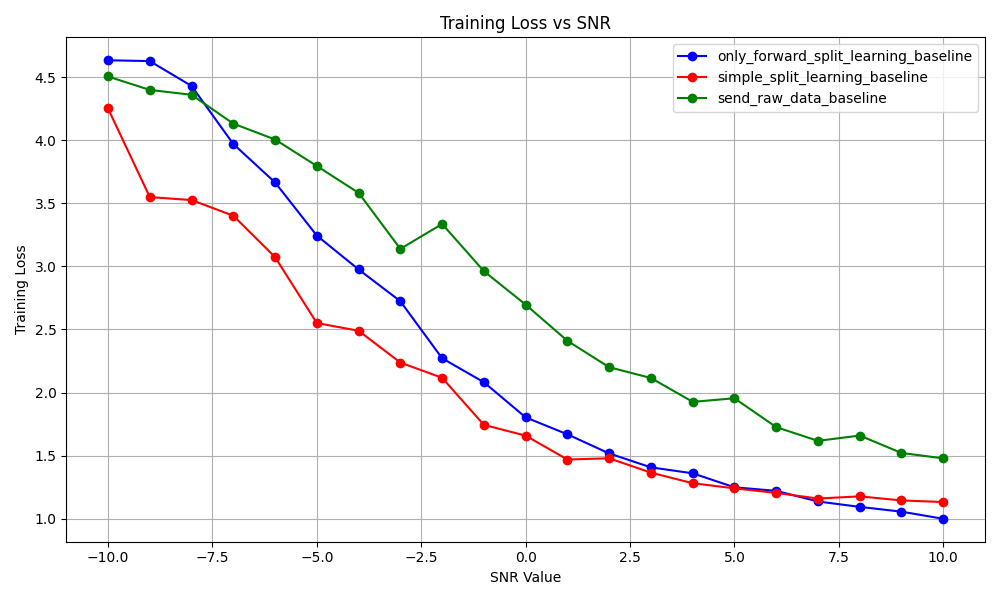 Training Loss vs SNR
only_forward_split_learning_baseline
simple_split_learning_baseline
send_raw_data_baseline
Training Loss
4.5
4.0
3.5
3.0
2.5
2.0
1.5
1.0
−10.0 −7.5 −5.0 −2.5 0.0 2.5 5.0 7.5 10.0
SNR Value